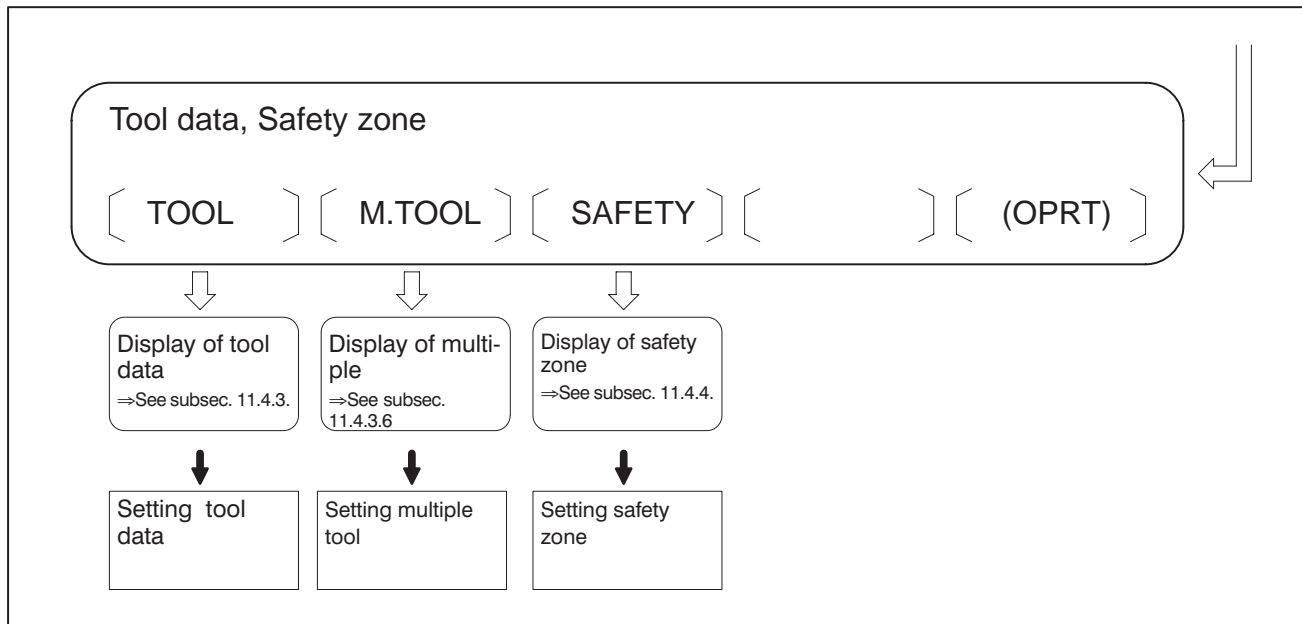 Tool data, Safety zone
TOOL M.TOOL SAFETY (OPRT)
Display of tool
data
⇒See subsec. 11.4.3.
Display of multi-
ple
⇒See subsec.
11.4.3.6
Display of safety
zone
⇒See subsec. 11.4.4.
Setting tool
data
Setting multiple
tool
Setting safety
zone